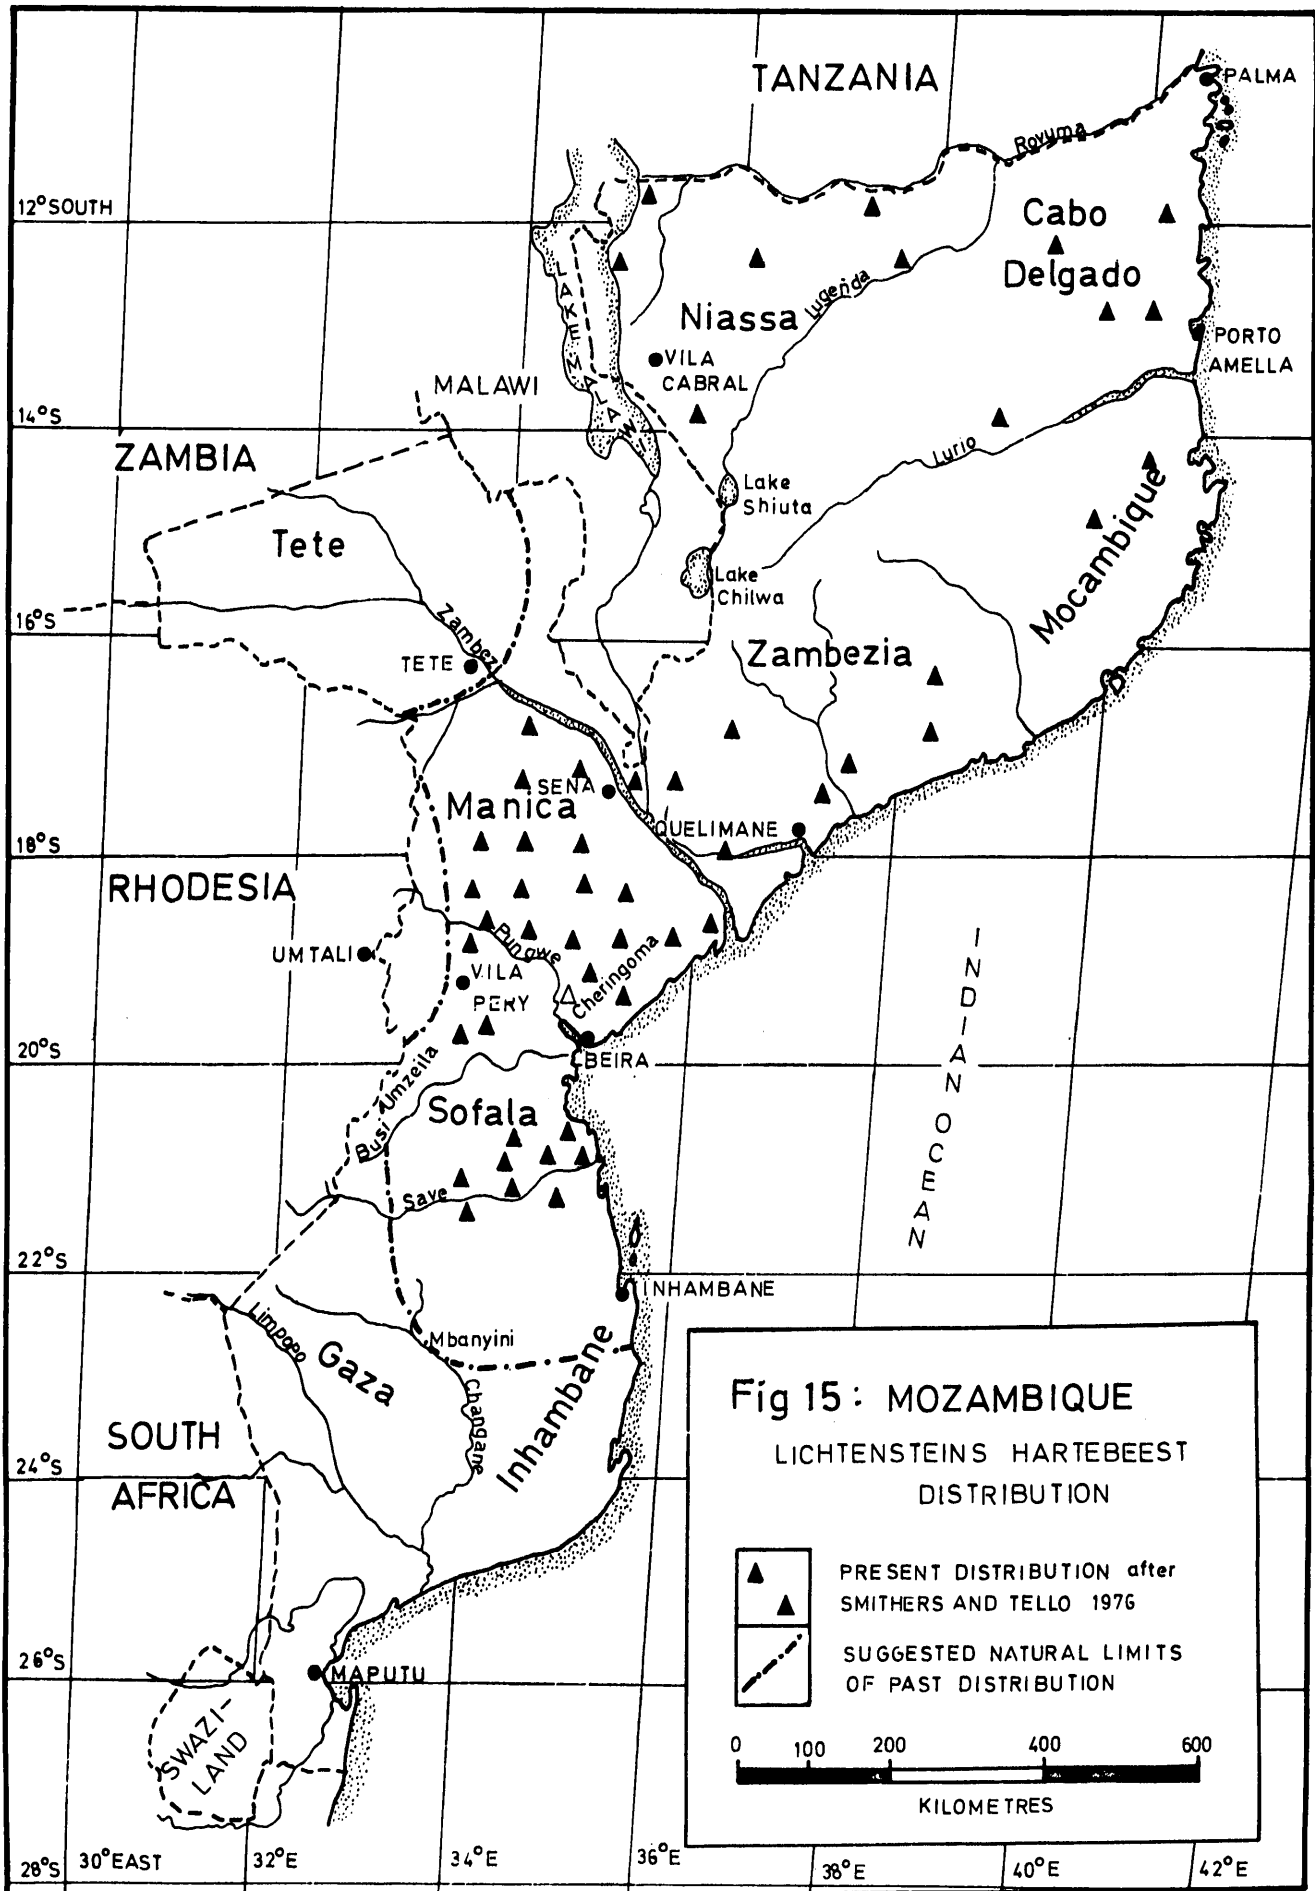 TANZANIA
PALMA
Rovuma
12°SOUTH
Cabo
Delgado
LAKE MALAWI
Lugenda
Niassa
VILA
CABRAL
PORTO
AMELLA
MALAWI
14°S
ZAMBIA
Lurio
Lake
Shiuta
Mocambique
Tete
Lake
Chilwa
Zambezi
16°S
TETE
Zambezia
SENA
Manica
QUELIMANE
18°S
RHODESIA
UMTALI
Pungwe
Cheringoma
VILA
PERY
INDIAN OCEAN
20°S
BEIRA
Umzeila
Sofala
Busi
Save
22°S
INHAMBANE
Limpopo
Mbanyini
Gaza
Changane
Inhambane
SOUTH
AFRICA
24°S
26°S
MAPUTU
SWAZI-
LAND
28°S
30°EAST
32°E
34°E
36°E
38°E
40°E
42°E
Fig 15: MOZAMBIQUE
LICHTENSTEINS HARTEBEEST
DISTRIBUTION
PRESENT DISTRIBUTION after
SMITHERS AND TELLO 1976
SUGGESTED NATURAL LIMITS
OF PAST DISTRIBUTION
0 100 200 400 600
KILOMETRES